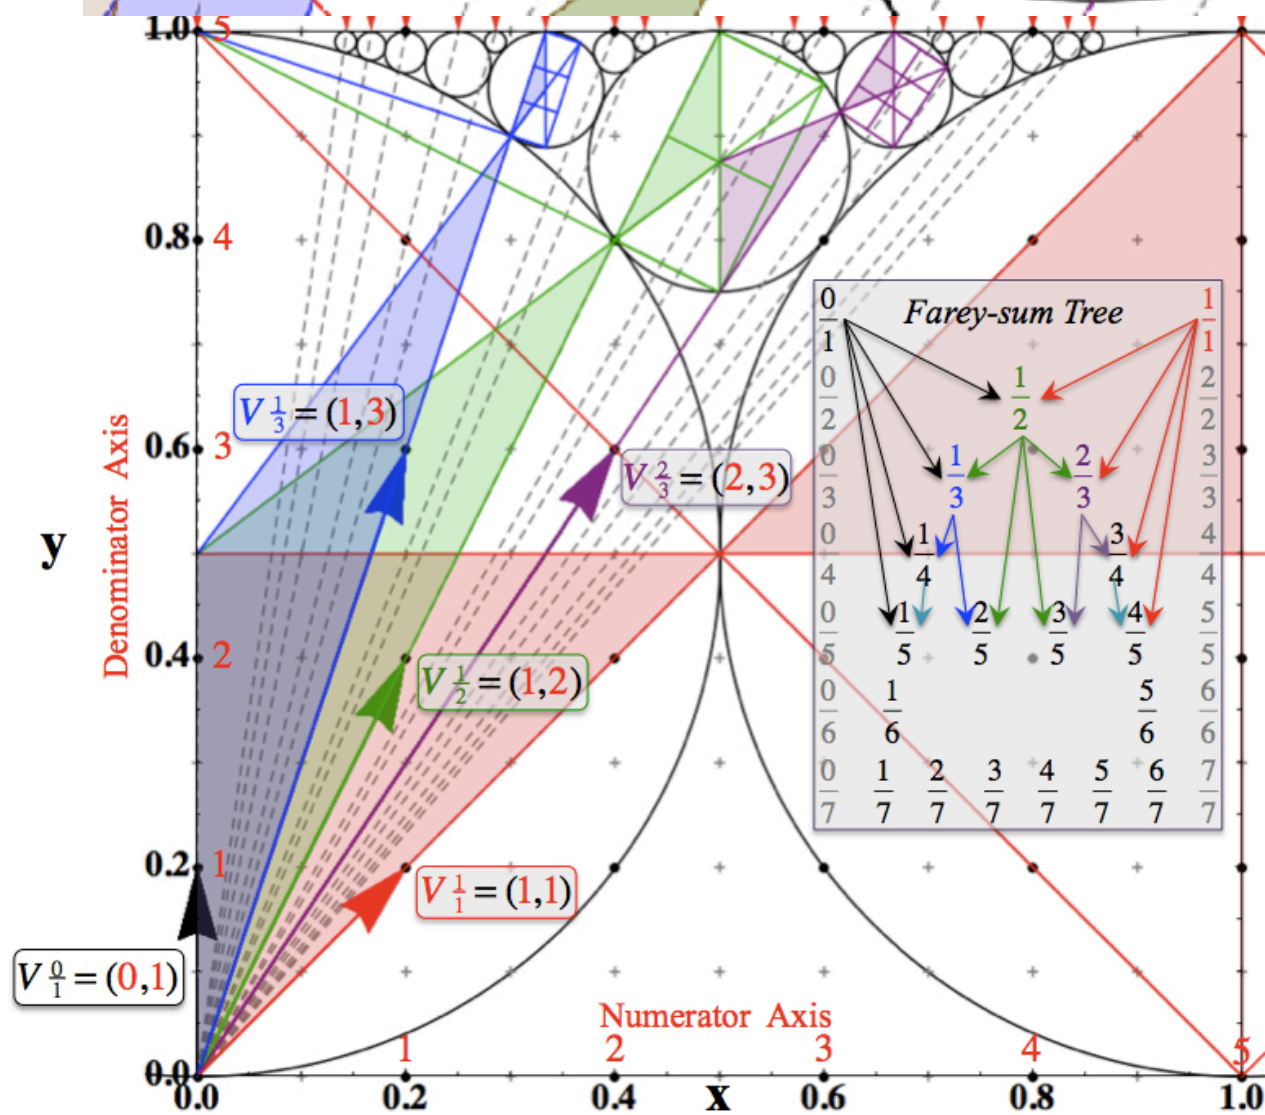 1.0
5
0.8
4
V 1/3 = (1,3)
0.6
3
V 2/3 = (2,3)
Denominator Axis
y
0.4
2
V 1/2 = (1,2)
0.2
1
V 1/1 = (1,1)
V 0/1 = (0,1)
Numerator Axis
1 2 3 4 5
0.0
0.0 0.2 0.4 x 0.6 0.8 1.0
Farey-sum Tree
0/1 1/1
0/2 1/2 2/2
0/3 1/3 2/3 3/3
0/4 1/4 3/4 4/4
0/5 1/5 2/5 3/5 4/5 5/5
0/6 1/6 5/6 6/6
0/7 1/7 2/7 3/7 4/7 5/7 6/7 7/7